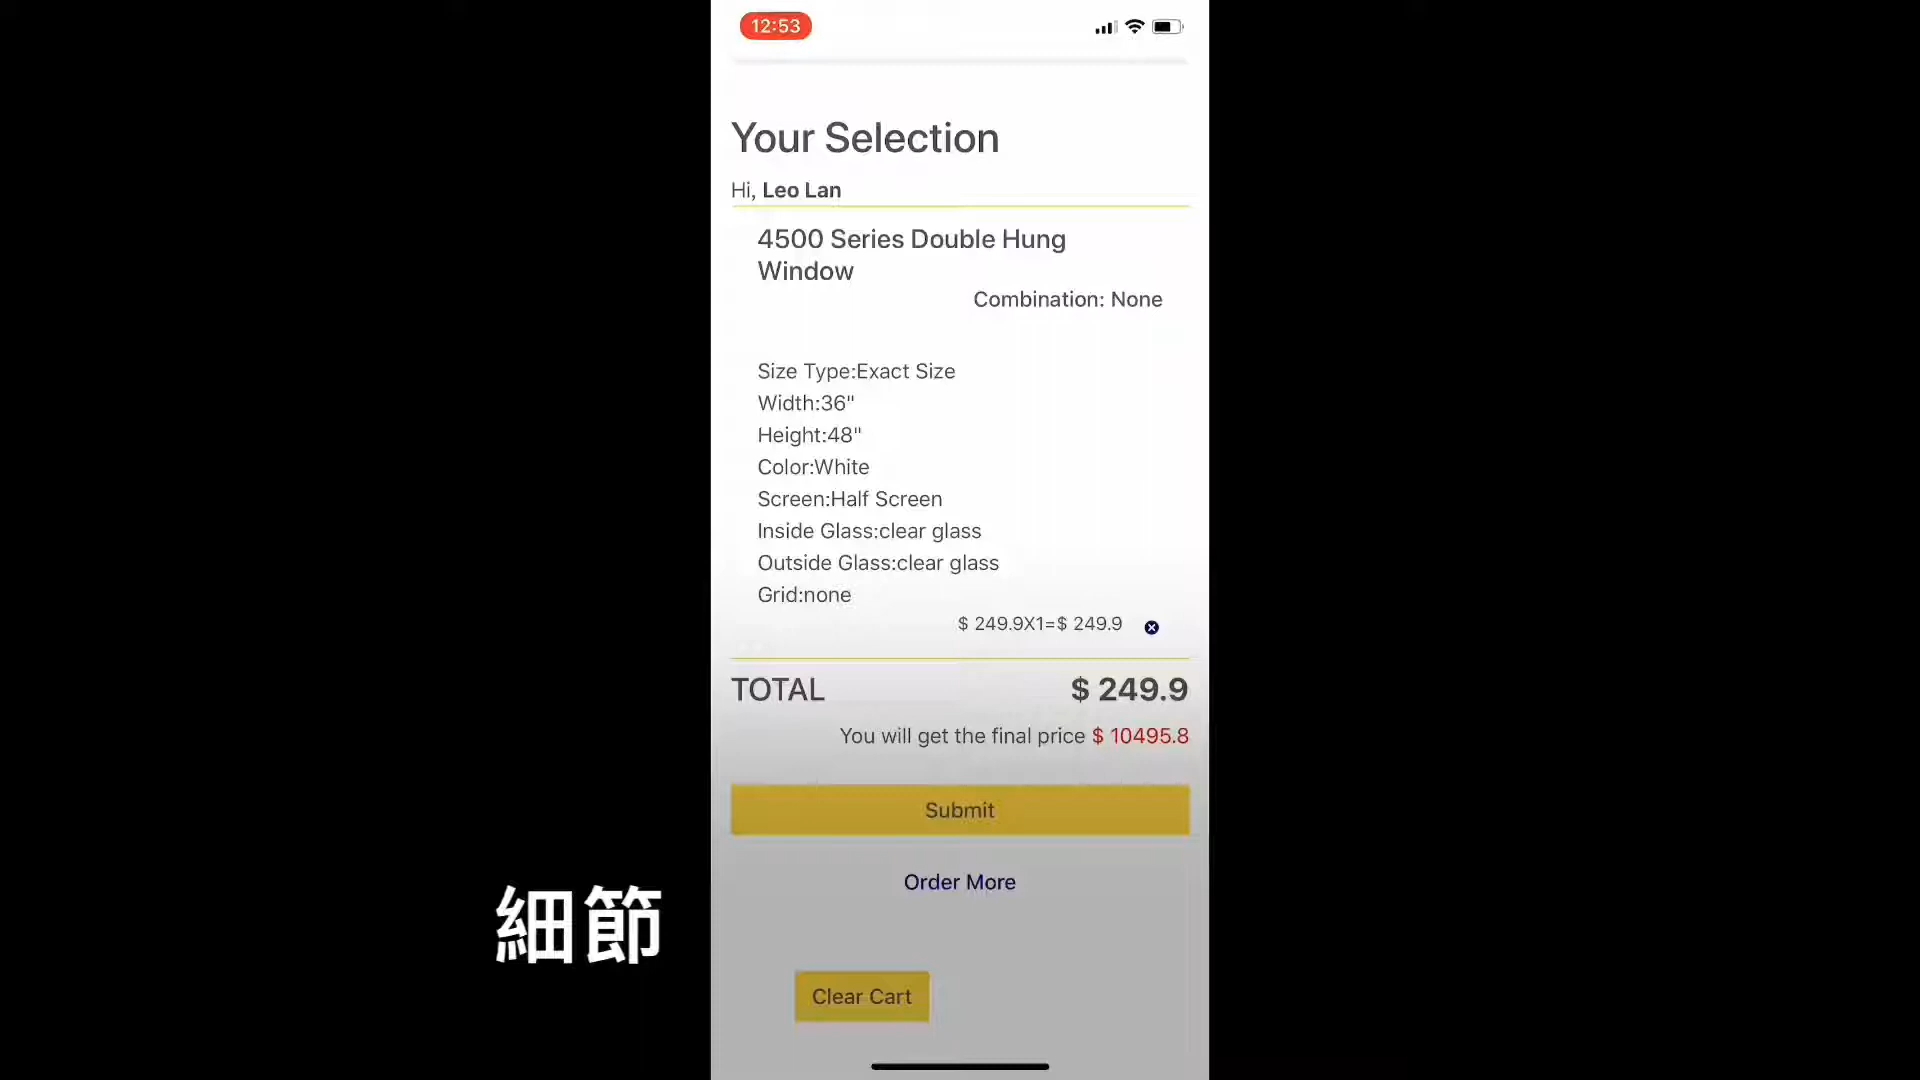 12:53
Your Selection
Hi, Leo Lan
4500 Series Double Hung
Window
Combination: None
Size Type:Exact Size
Width:36"
Height:48"
Color:White
Screen:Half Screen
Inside Glass:clear glass
Outside Glass:clear glass
Grid:none
$ 249.9X1=$ 249.9
TOTAL $ 249.9
You will get the final price $ 10495.8
Submit
Order More
細節
Clear Cart